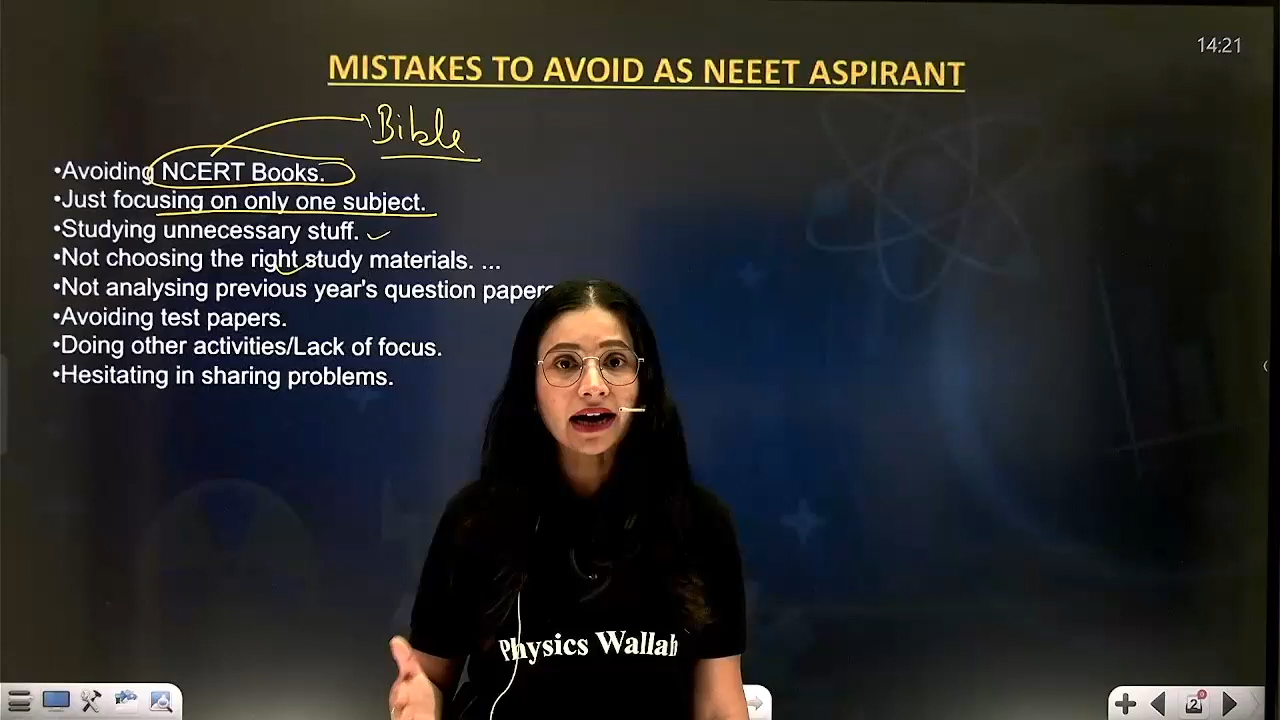 14:21
MISTAKES TO AVOID AS NEEET ASPIRANT
Bible
•Avoiding NCERT Books.
•Just focusing on only one subject.
•Studying unnecessary stuff.
•Not choosing the right study materials. ...
•Not analysing previous year's question papers
•Avoiding test papers.
•Doing other activities/Lack of focus.
•Hesitating in sharing problems.
Physics Wallah
2